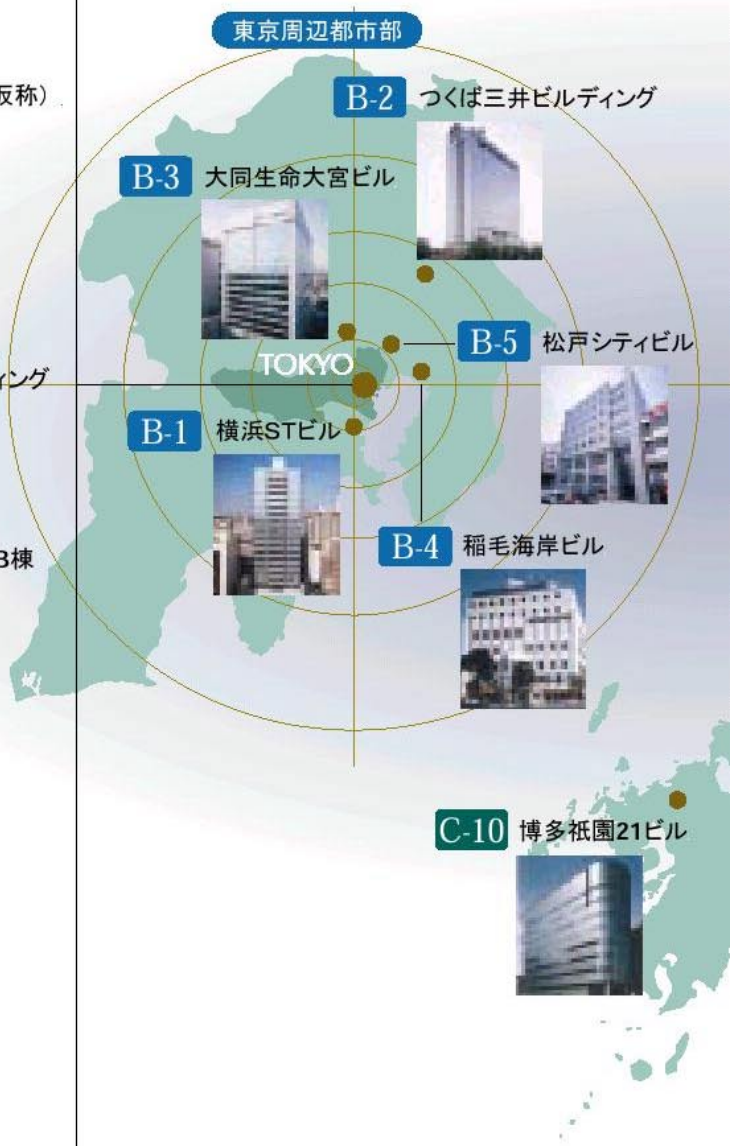 東京周辺都市部
仮称）
B-2 つくば三井ビルディング
B-3 大同生命大宮ビル
B-5 松戸シティビル
TOKYO
ィング
B-1 横浜STビル
B-4 稲毛海岸ビル
B棟
C-10 博多祇園21ビル